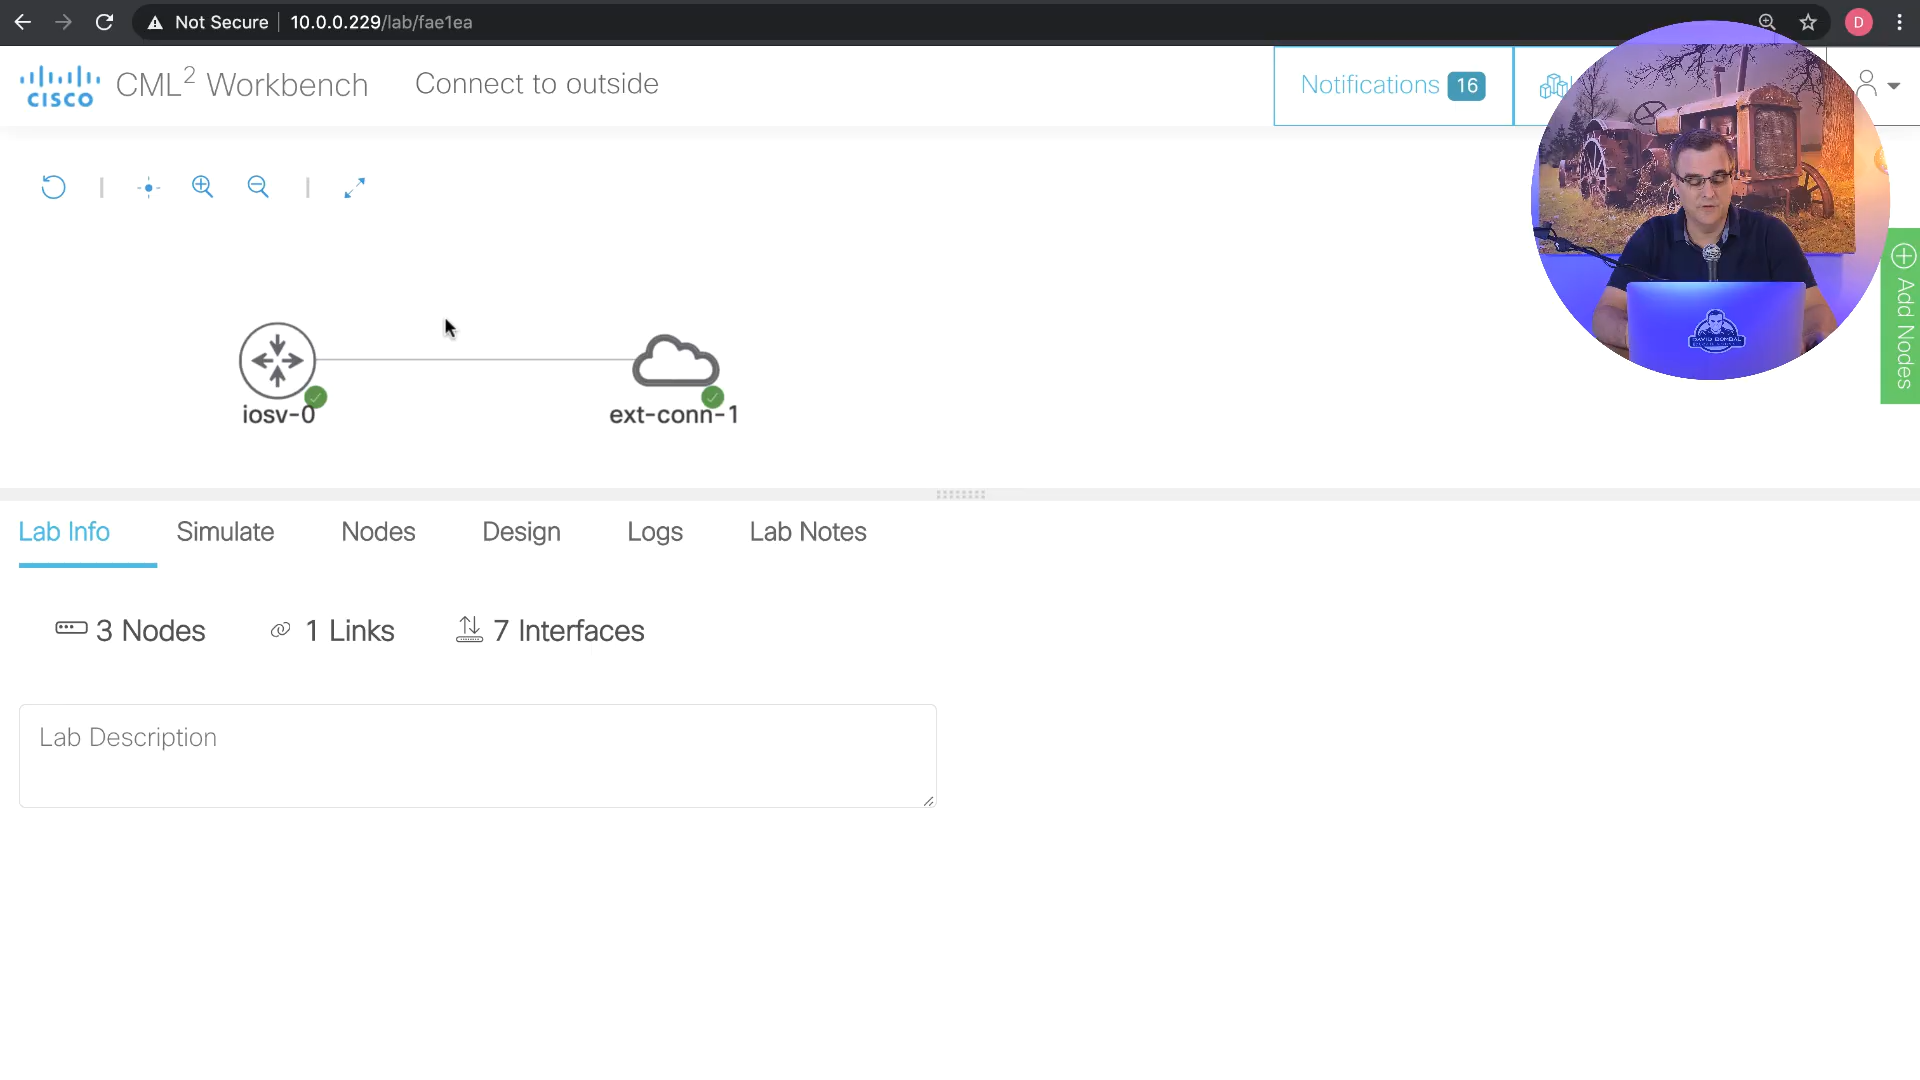 Not Secure 10.0.0.229/lab/fae1ea
D
CISCO
CML² Workbench
Connect to outside
Notifications 16
Add Nodes
DAVID BOMBAL
iosv-0
ext-conn-1
Lab Info
Simulate
Nodes
Design
Logs
Lab Notes
3 Nodes
1 Links
7 Interfaces
Lab Description